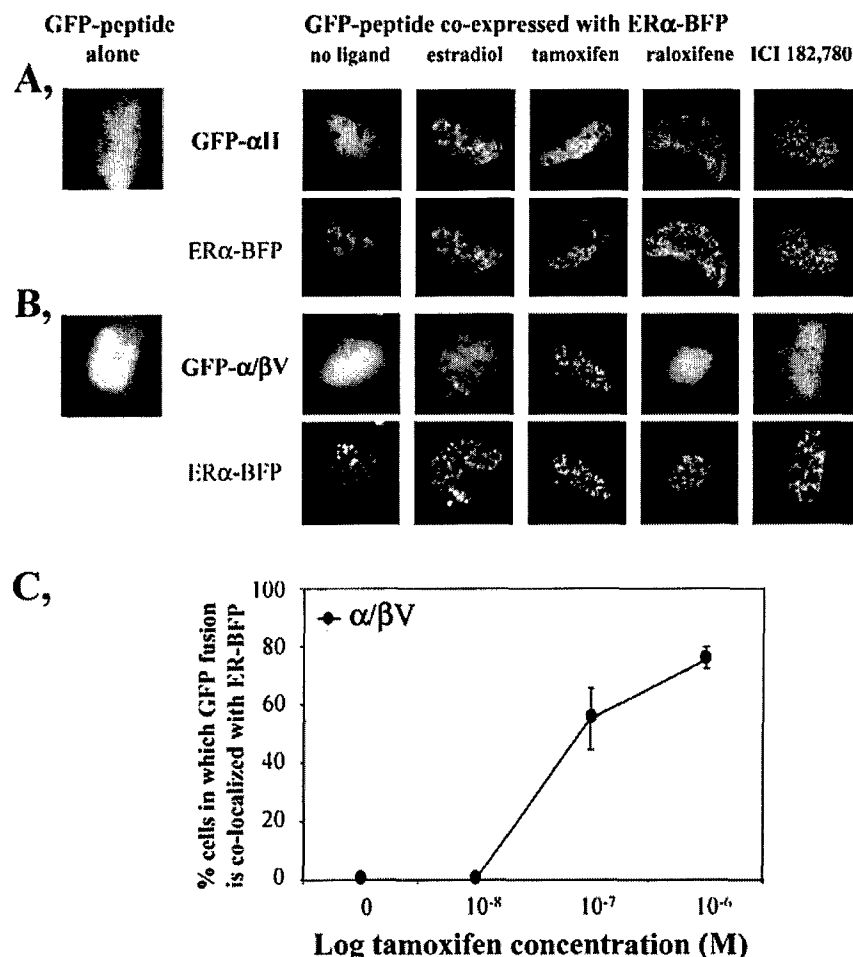 GFP-peptide alone
GFP-peptide co-expressed with ERα-BFP
no ligand estradiol tamoxifen raloxifene ICI 182,780
A,
GFP-αII
ERα-BFP
B,
GFP-α/βV
ERα-BFP
C,
% cells in which GFP fusion
is co-localized with ER-BFP
100
80
60
40
20
0
α/βV
0 10-8 10-7 10-6
Log tamoxifen concentration (M)